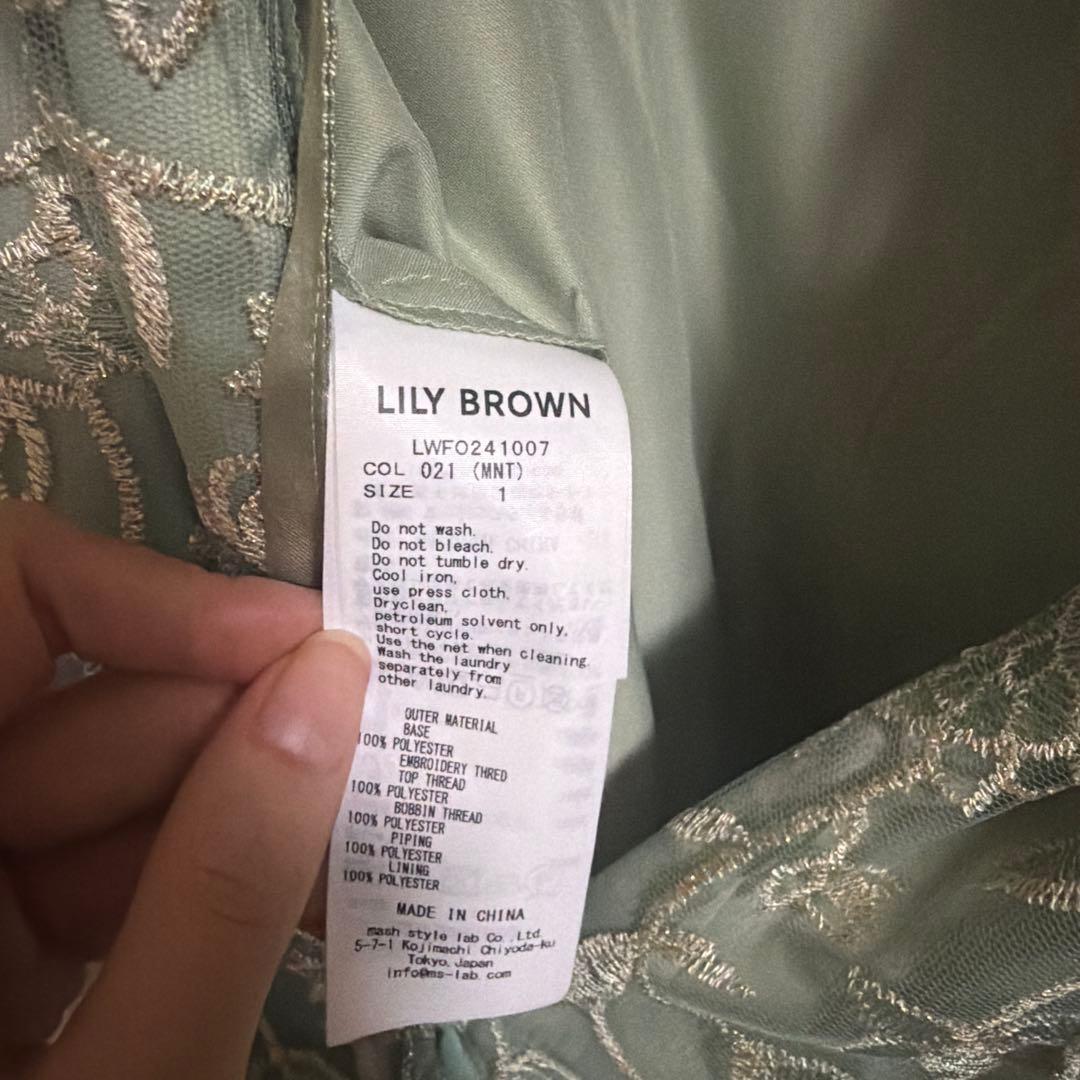 LILY BROWN
LWFO241007
COL 021 (MNT)
SIZE 1
Do not wash.
Do not bleach.
Do not tumble dry.
Cool iron,
use press cloth,
Dryclean,
petroleum solvent only,
short cycle.
Use the net when cleaning.
Wash the laundry
separately from
other laundry.
OUTER MATERIAL
BASE
100% POLYESTER
EMBROIDERY THRED
TOP THREAD
100% POLYESTER
BOBBIN THREAD
100% POLYESTER
PIPING
100% POLYESTER
LINING
100% POLYESTER
MADE IN CHINA
mash style lab Co.,Ltd.
5-7-1 Kojimachi Chiyoda-ku
Tokyo,Japan
info@ms-lab.com